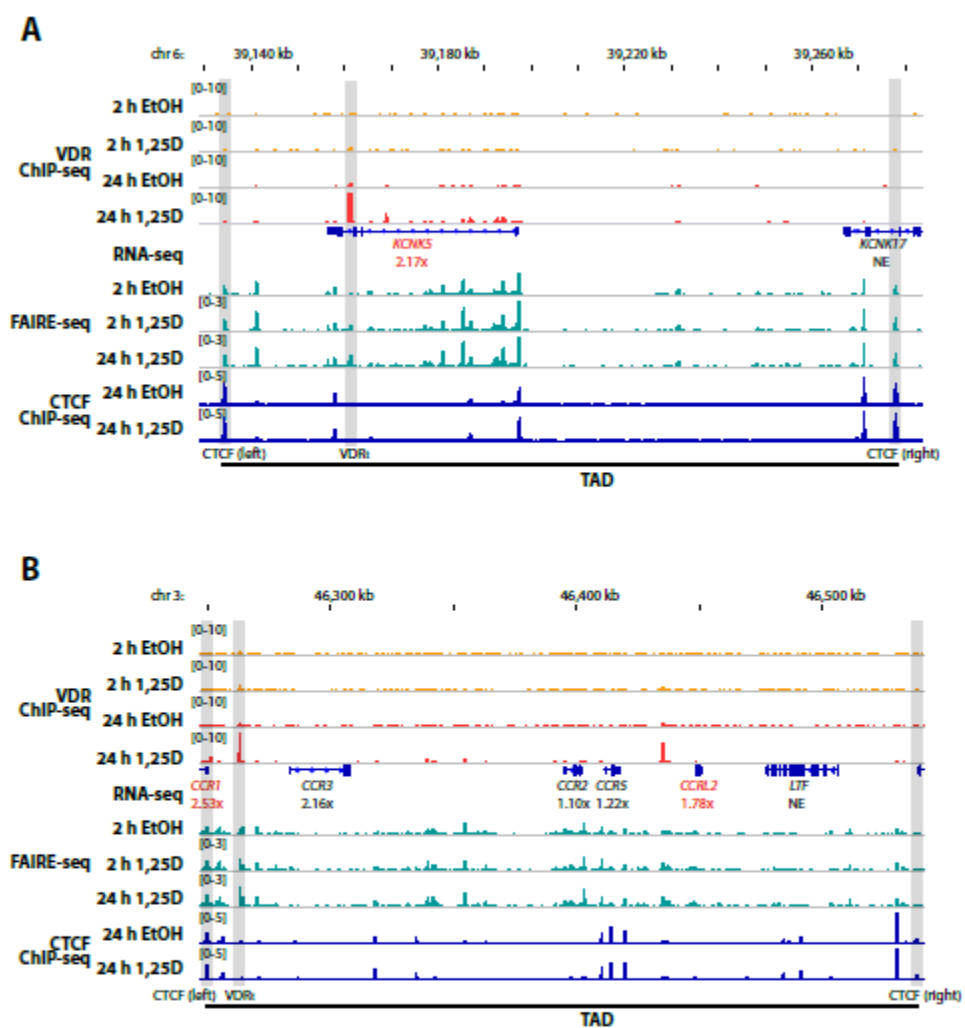 A
chr 6: 39,140 kb 39,180 kb 39,220 kb 39,260 kb
[0-10]
2 h EtOH
[0-10]
2 h 1,25D
VDR
ChIP-seq
[0-10]
24 h EtOH
[0-10]
24 h 1,25D
KCNK5 KCNK17
RNA-seq
2.17x NE
2 h EtOH
[0-3]
FAIRE-seq 2 h 1,25D
[0-3]
24 h 1,25D
[0-5]
24 h EtOH
CTCF
ChIP-seq
[0-5]
24 h 1,25D
CTCF (left) VDR: CTCF (right)
TAD
B
chr 3: 46,300 kb 46,400 kb 46,500 kb
[0-10]
2 h EtOH
[0-10]
2 h 1,25D
VDR
ChIP-seq
[0-10]
24 h EtOH
[0-10]
24 h 1,25D
CCR1 CCR3 CCR2 CCR5 CCRL2 LTF
RNA-seq
2.53x 2.16x 1.10x 1.22x 1.78x NE
2 h EtOH
[0-3]
FAIRE-seq 2 h 1,25D
[0-3]
24 h 1,25D
[0-5]
24 h EtOH
CTCF
ChIP-seq
[0-5]
24 h 1,25D
CTCF (left) VDR: CTCF (right)
TAD